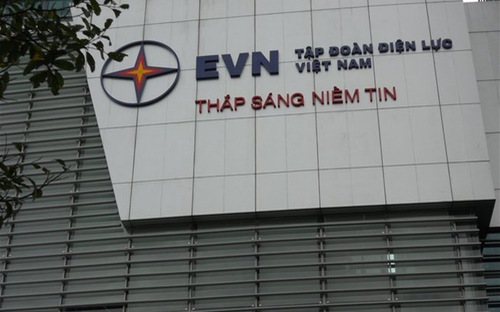 EVN TẬP ĐOÀN ĐIỆN LỰC
VIỆT NAM
THẮP SÁNG NIỀM TIN